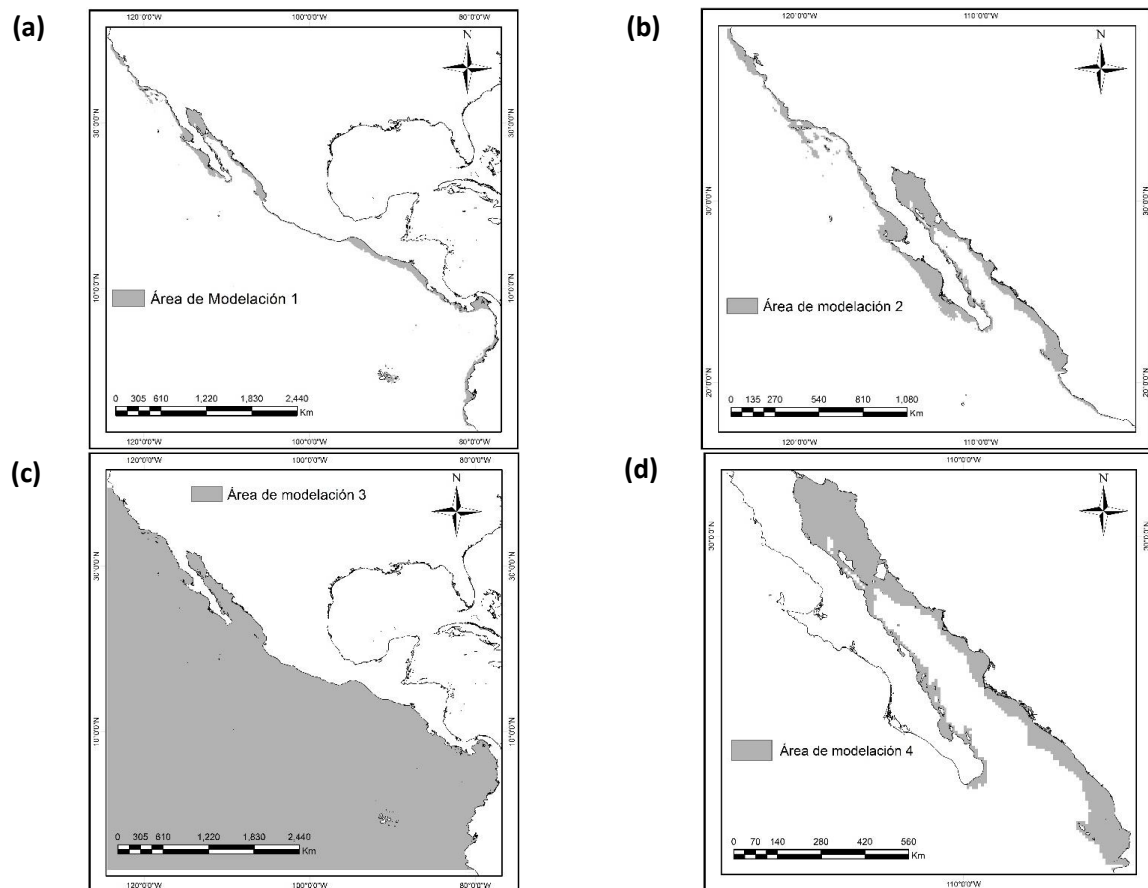 (a)
120°0'0"W 100°0'0"W 80°0'0"W
N
30°0'0"N 30°0'0"N
10°0'0"N 10°0'0"N
Área de Modelación 1
0 305 610 1,220 1,830 2,440
Km
120°0'0"W 100°0'0"W 80°0'0"W
(b)
120°0'0"W 110°0'0"W
N
30°0'0"N 30°0'0"N
Área de modelación 2
20°0'0"N 20°0'0"N
0 135 270 540 810 1,080
Km
120°0'0"W 110°0'0"W
(c)
120°0'0"W 100°0'0"W 80°0'0"W
Área de modelación 3
N
30°0'0"N 30°0'0"N
10°0'0"N 10°0'0"N
0 305 610 1,220 1,830 2,440
Km
120°0'0"W 100°0'0"W 80°0'0"W
(d)
110°0'0"W
N
30°0'0"N 30°0'0"N
Área de modelación 4
0 70 140 280 420 560
Km
110°0'0"W